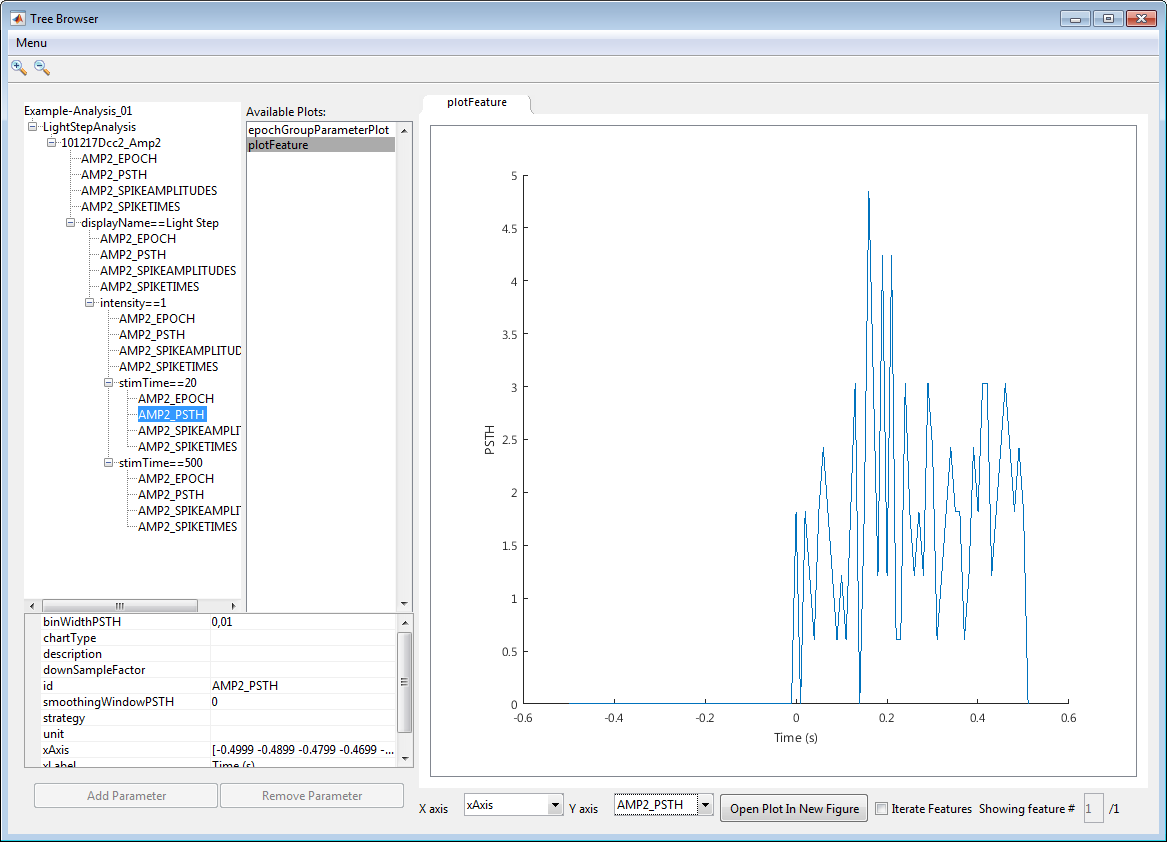 Tree Browser
Menu
Example-Analysis_01
LightStepAnalysis
101217Dcc2_Amp2
AMP2_EPOCH
AMP2_PSTH
AMP2_SPIKEAMPLITUDES
AMP2_SPIKETIMES
displayName==Light Step
AMP2_EPOCH
AMP2_PSTH
AMP2_SPIKEAMPLITUDES
AMP2_SPIKETIMES
intensity==1
AMP2_EPOCH
AMP2_PSTH
AMP2_SPIKEAMPLITUD
AMP2_SPIKETIMES
stimTime==20
AMP2_EPOCH
AMP2_PSTH
AMP2_SPIKEAMPLIT
AMP2_SPIKETIMES
stimTime==500
AMP2_EPOCH
AMP2_PSTH
AMP2_SPIKEAMPLIT
AMP2_SPIKETIMES
Available Plots:
epochGroupParameterPlot
plotFeature
binWidthPSTH 0,01
chartType
description
downSampleFactor
id AMP2_PSTH
smoothingWindowPSTH 0
strategy
unit
xAxis [-0.4999 -0.4899 -0.4799 -0.4699 -...
xLabel Time (s)
Add Parameter Remove Parameter
plotFeature
5
4.5
4
3.5
3
2.5
2
1.5
1
0.5
0
PSTH
-0.6 -0.4 -0.2 0 0.2 0.4 0.6
Time (s)
X axis xAxis Y axis AMP2_PSTH Open Plot In New Figure Iterate Features Showing feature # 1 /1